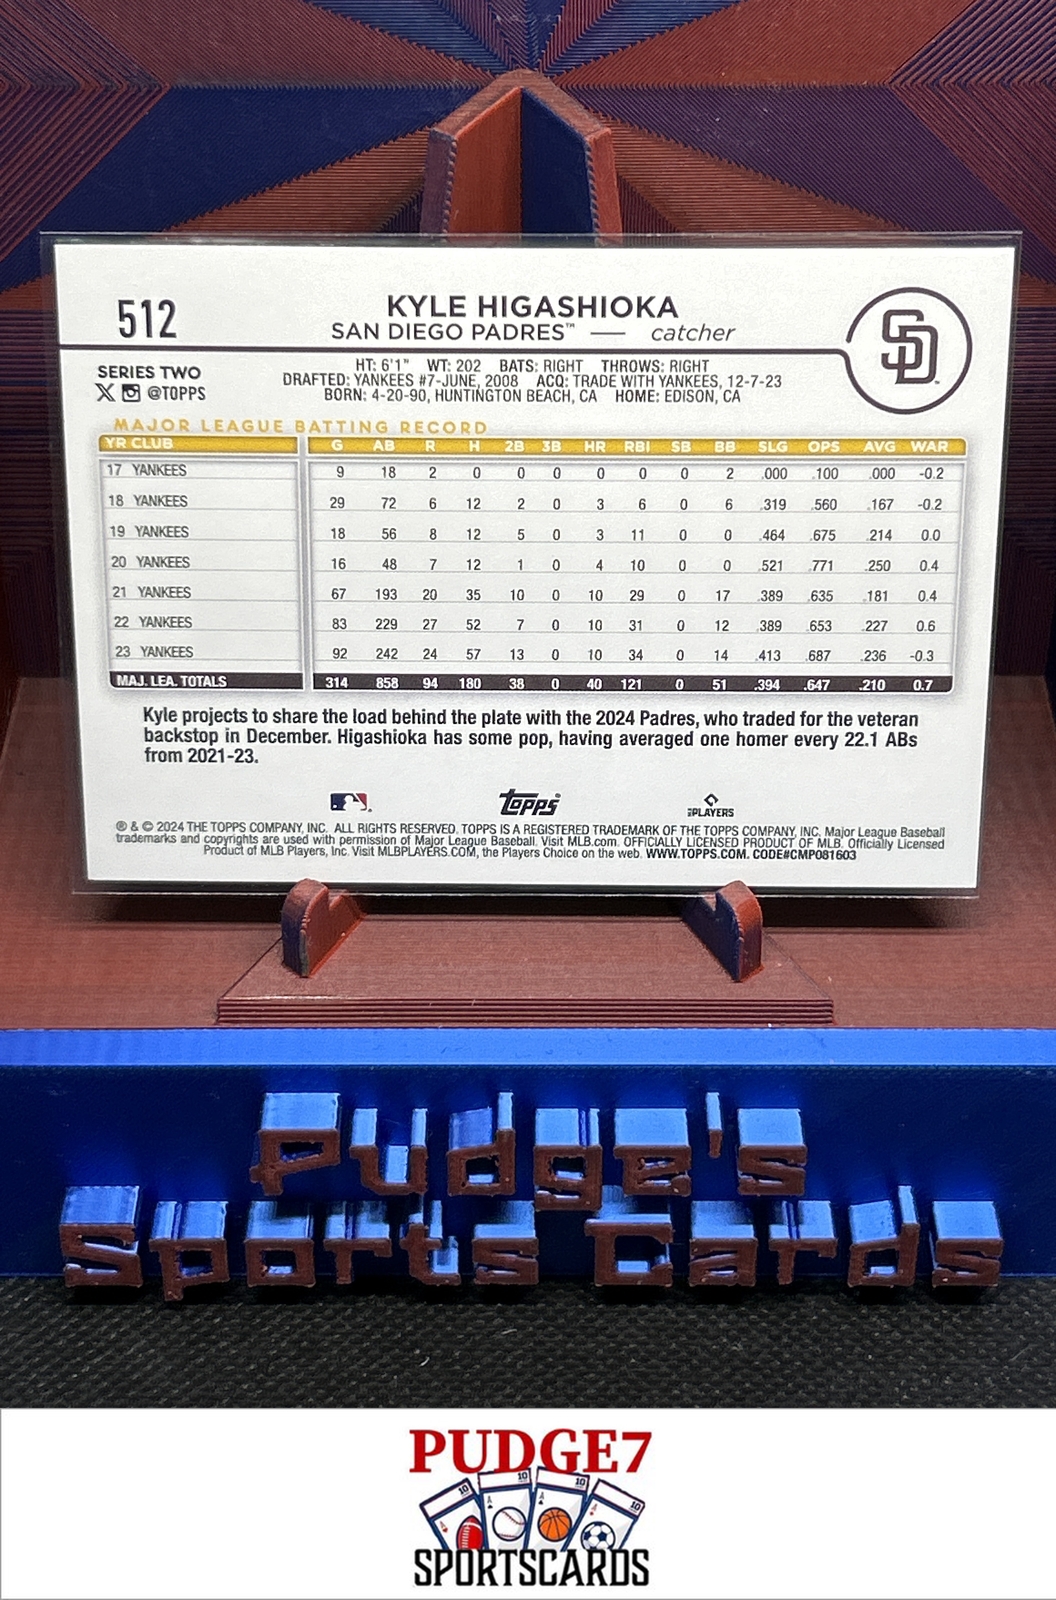 512
KYLE HIGASHIOKA
SAN DIEGO PADRES™ — catcher
SD
SERIES TWO
X @TOPPS
HT: 6'1" WT: 202 BATS: RIGHT THROWS: RIGHT
DRAFTED: YANKEES #7-JUNE, 2008 ACQ: TRADE WITH YANKEES, 12-7-23
BORN: 4-20-90, HUNTINGTON BEACH, CA HOME: EDISON, CA
MAJOR LEAGUE BATTING RECORD
YR CLUB G AB R H 2B 3B HR RBI SB BB SLG OPS AVG WAR
17 YANKEES 9 18 2 0 0 0 0 0 0 2 .000 .100 .000 -0.2
18 YANKEES 29 72 6 12 2 0 3 6 0 6 .319 .560 .167 -0.2
19 YANKEES 18 56 8 12 5 0 3 11 0 0 .464 .675 .214 0.0
20 YANKEES 16 48 7 12 1 0 4 10 0 0 .521 .771 .250 0.4
21 YANKEES 67 193 20 35 10 0 10 29 0 17 .389 .635 .181 0.4
22 YANKEES 83 229 27 52 7 0 10 31 0 12 .389 .653 .227 0.6
23 YANKEES 92 242 24 57 13 0 10 34 0 14 .413 .687 .236 -0.3
MAJ. LEA. TOTALS 314 858 94 180 38 0 40 121 0 51 .394 .647 .210 0.7
Kyle projects to share the load behind the plate with the 2024 Padres, who traded for the veteran
backstop in December. Higashioka has some pop, having averaged one homer every 22.1 ABs
from 2021-23.
Topps
PLAYERS
® & © 2024 THE TOPPS COMPANY, INC. ALL RIGHTS RESERVED. TOPPS IS A REGISTERED TRADEMARK OF THE TOPPS COMPANY, INC. Major League Baseball
trademarks and copyrights are used with permission of Major League Baseball. Visit MLB.com. OFFICIALLY LICENSED PRODUCT OF MLB. Officially Licensed
Product of MLB Players, Inc. Visit MLBPLAYERS.COM, the Players Choice on the web. WWW.TOPPS.COM. CODE#CMP081603
Pudge's
Sports Cards
PUDGE7
10 10 10 10
SPORTSCARDS